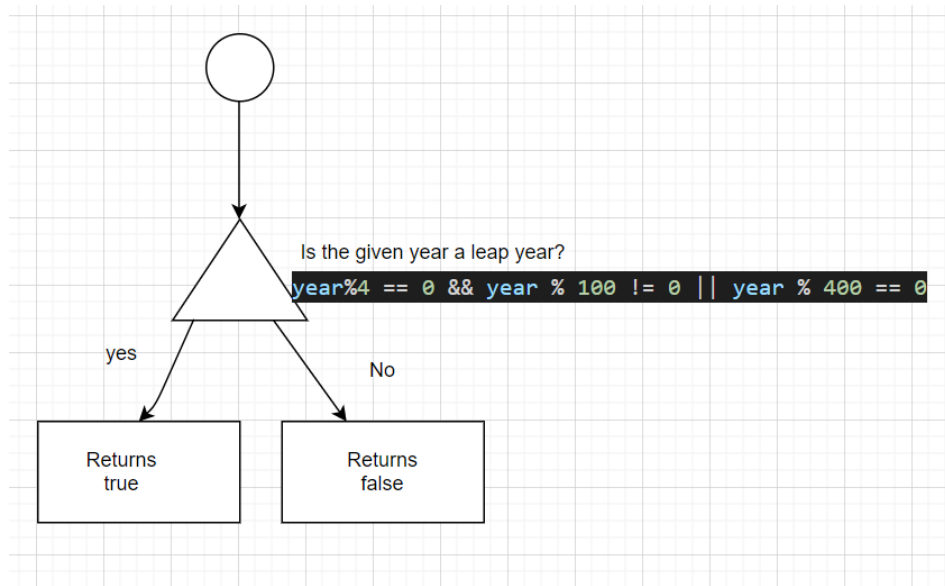 Is the given year a leap year?
year%4 == 0 && year % 100 != 0 || year % 400 == 0
yes
No
Returns
true
Returns
false